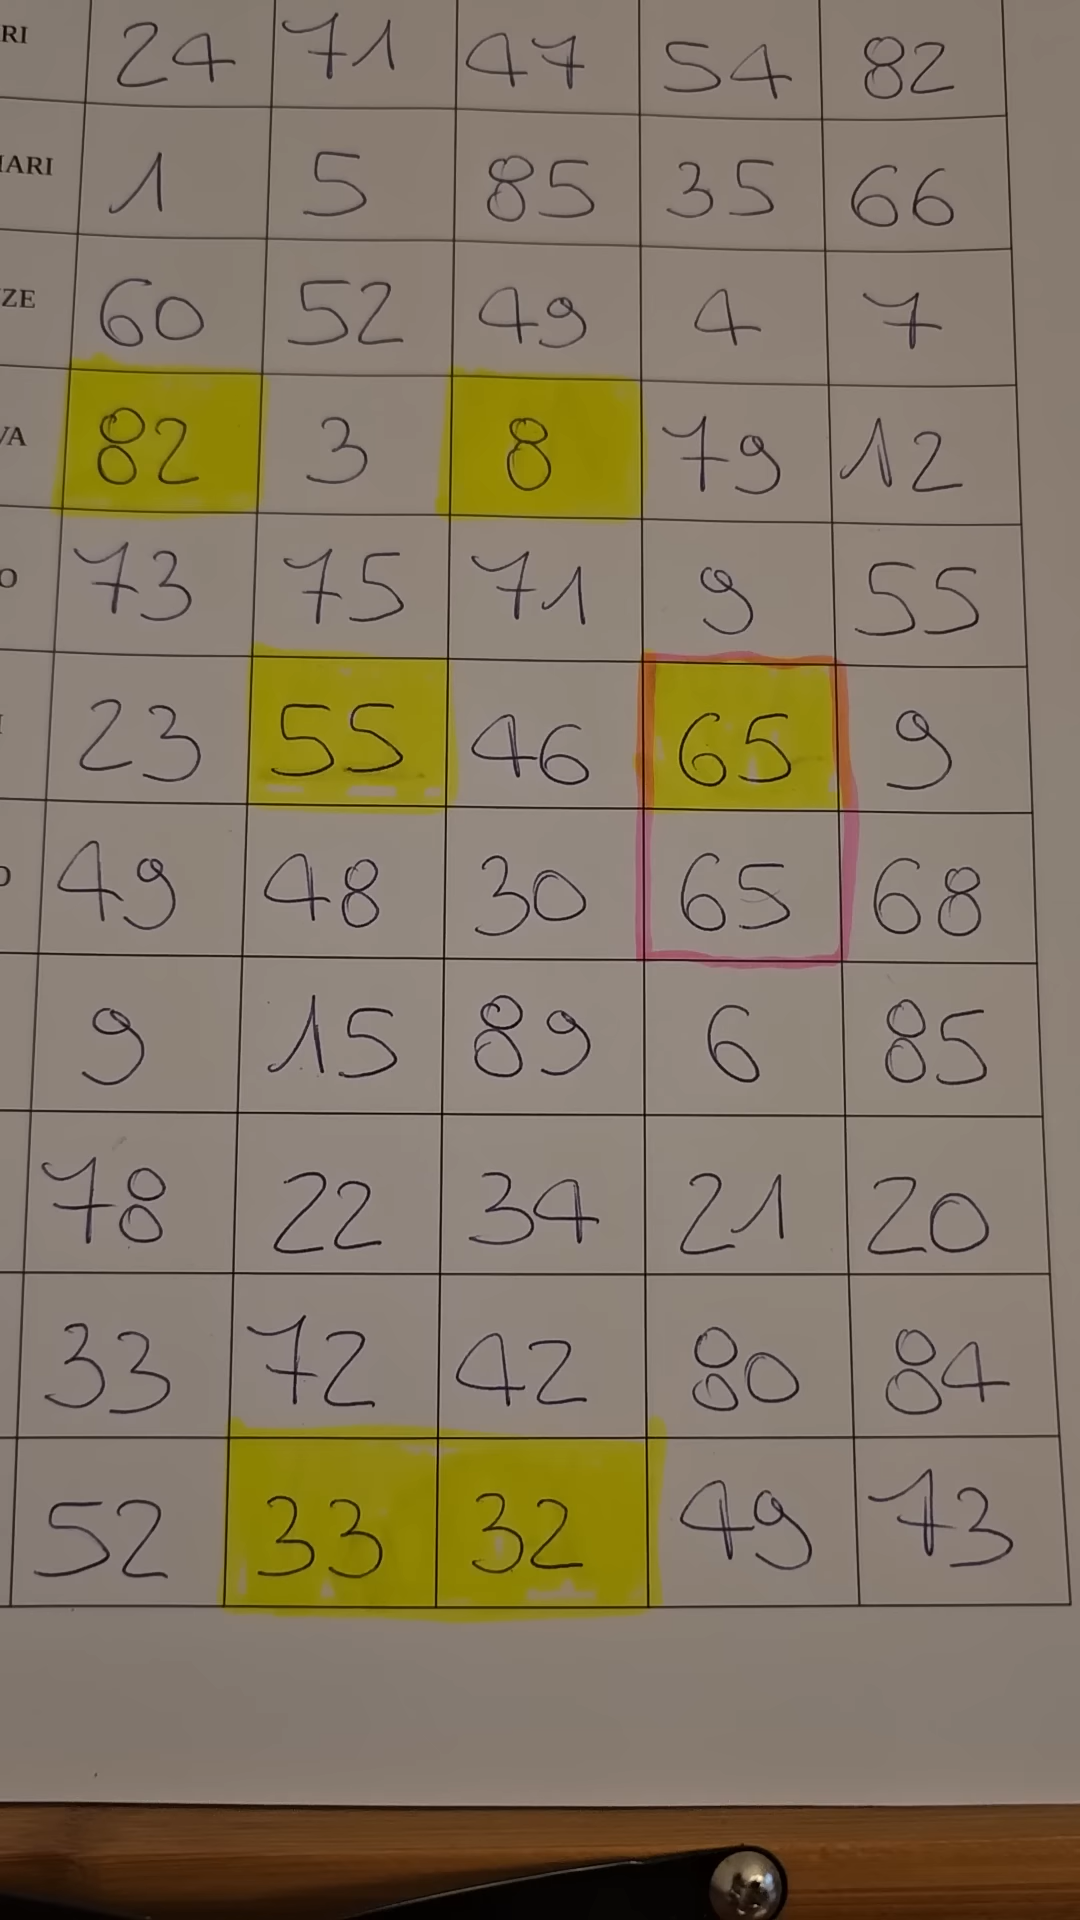 RI 24 71 47 54 82
IARI 1 5 85 35 66
ZE 60 52 49 4 7
VA 82 3 8 79 12
O 73 75 71 9 55
I 23 55 46 65 9
O 49 48 30 65 68
9 15 89 6 85
78 22 34 21 20
33 72 42 80 84
52 33 32 49 73